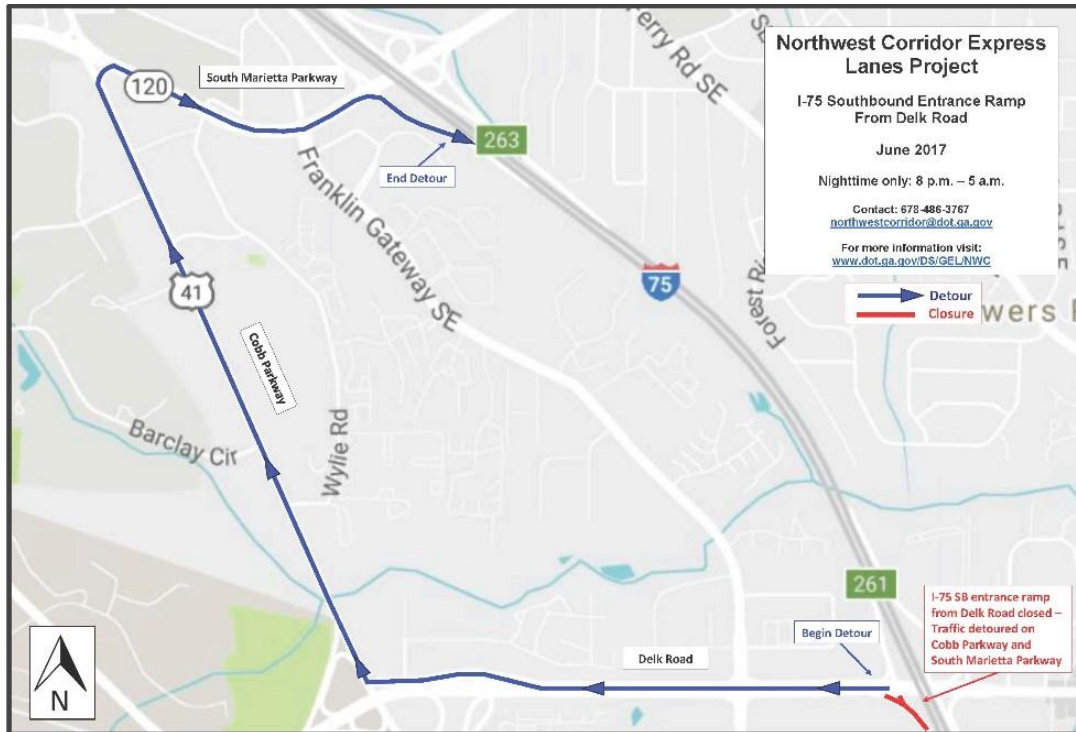 Northwest Corridor Express
Lanes Project
I-75 Southbound Entrance Ramp
From Delk Road
June 2017
Nighttime only: 8 p.m. – 5 a.m.
Contact: 678-486-3767
northwestcorridor@dot.ga.gov
For more information visit:
www.dot.ga.gov/DS/GEL/NWC
Detour
Closure
SE
Ferry Rd SE
120
South Marietta Parkway
263
End Detour
Franklin Gateway SE
75
Forest
41
Cobb Parkway
Barclay Cir
Wylie Rd
261
I-75 SB entrance ramp
from Delk Road closed –
Traffic detoured on
Cobb Parkway and
South Marietta Parkway
Begin Detour
Delk Road
N